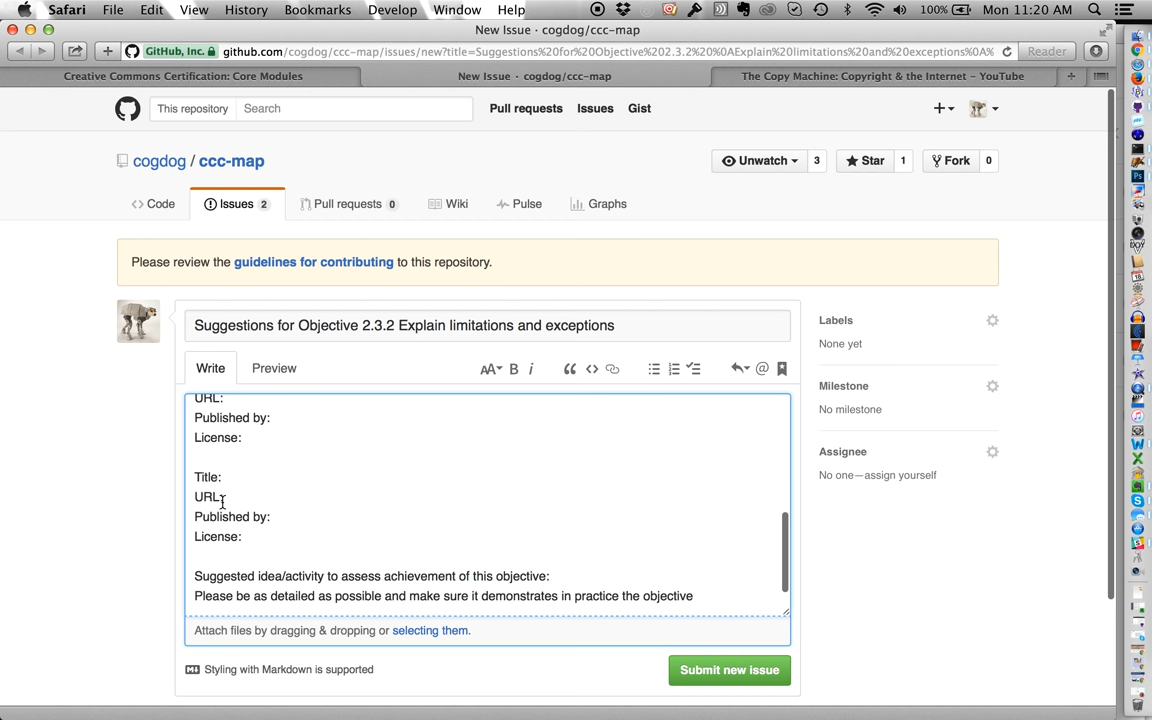 Safari File Edit View History Bookmarks Develop Window Help 100% Mon 11:20 AM
New Issue · cogdog/ccc-map
GitHub, Inc. github.com/cogdog/ccc-map/issues/new?title=Suggestions%20for%20Objective%202.3.2%20%0AExplain%20limitations%20and%20exceptions%0A% Reader
Creative Commons Certification: Core Modules New Issue · cogdog/ccc-map The Copy Machine: Copyright & the Internet - YouTube
This repository Search Pull requests Issues Gist
cogdog / ccc-map Unwatch 3 Star 1 Fork 0
Code Issues 2 Pull requests 0 Wiki Pulse Graphs
Please review the guidelines for contributing to this repository.
Suggestions for Objective 2.3.2 Explain limitations and exceptions
Labels
None yet
Write Preview AA B i @
Milestone
No milestone
URL:
Published by:
License:
Assignee
No one—assign yourself
Title:
URL:
Published by:
License:
Suggested idea/activity to assess achievement of this objective:
Please be as detailed as possible and make sure it demonstrates in practice the objective
Attach files by dragging & dropping or selecting them.
Styling with Markdown is supported Submit new issue